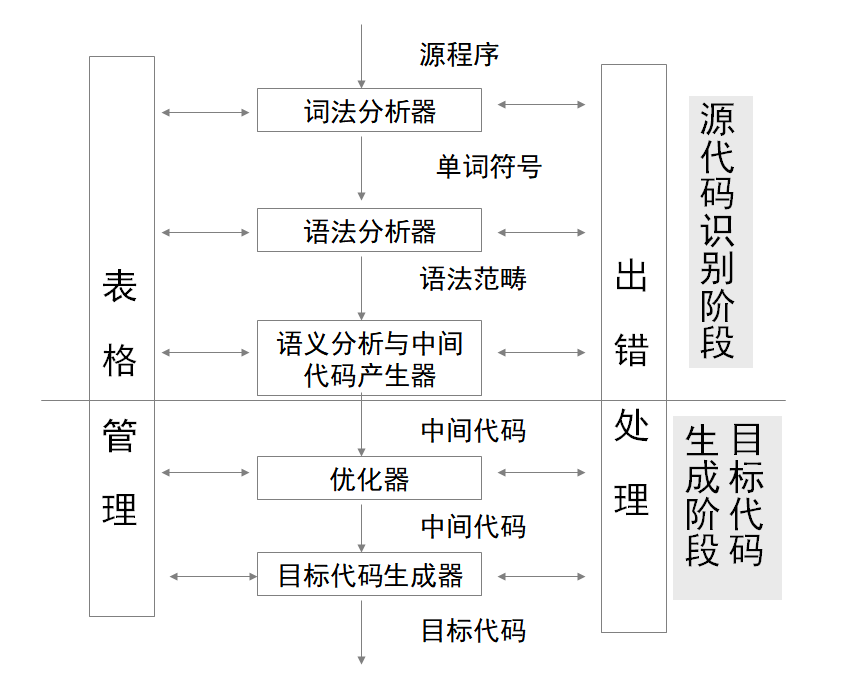 源程序
词法分析器
单词符号
语法分析器
语法范畴
语义分析与中间
代码产生器
中间代码
优化器
中间代码
目标代码生成器
目标代码
表格管理
出错处理
源代码识别阶段
目标代码
生成阶段